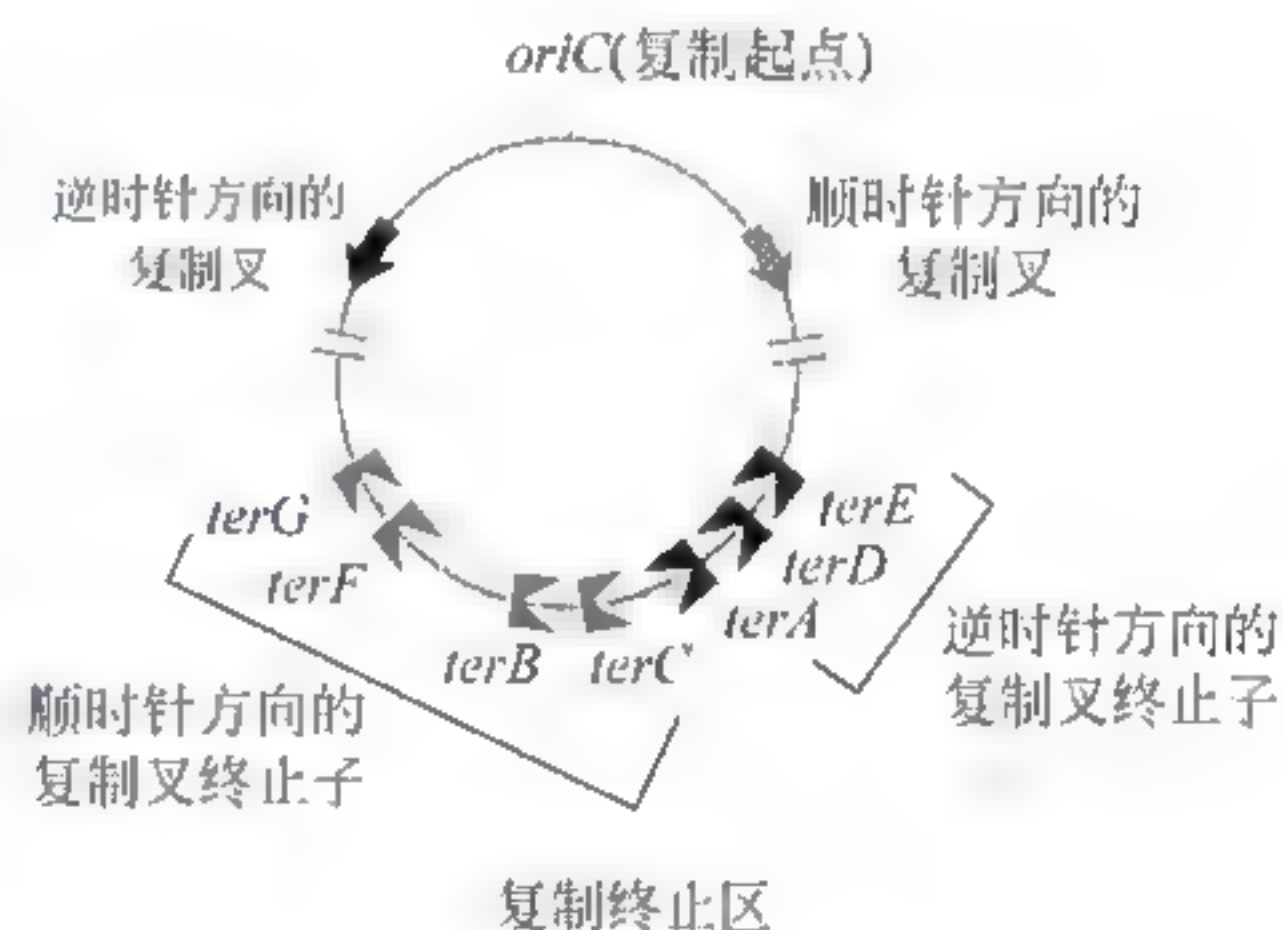 oriC(复制起点)
逆时针方向的
复制叉
顺时针方向的
复制叉
terG
terF
terB
terC
terA
terD
terE
逆时针方向的
复制叉终止子
顺时针方向的
复制叉终止子
复制终止区